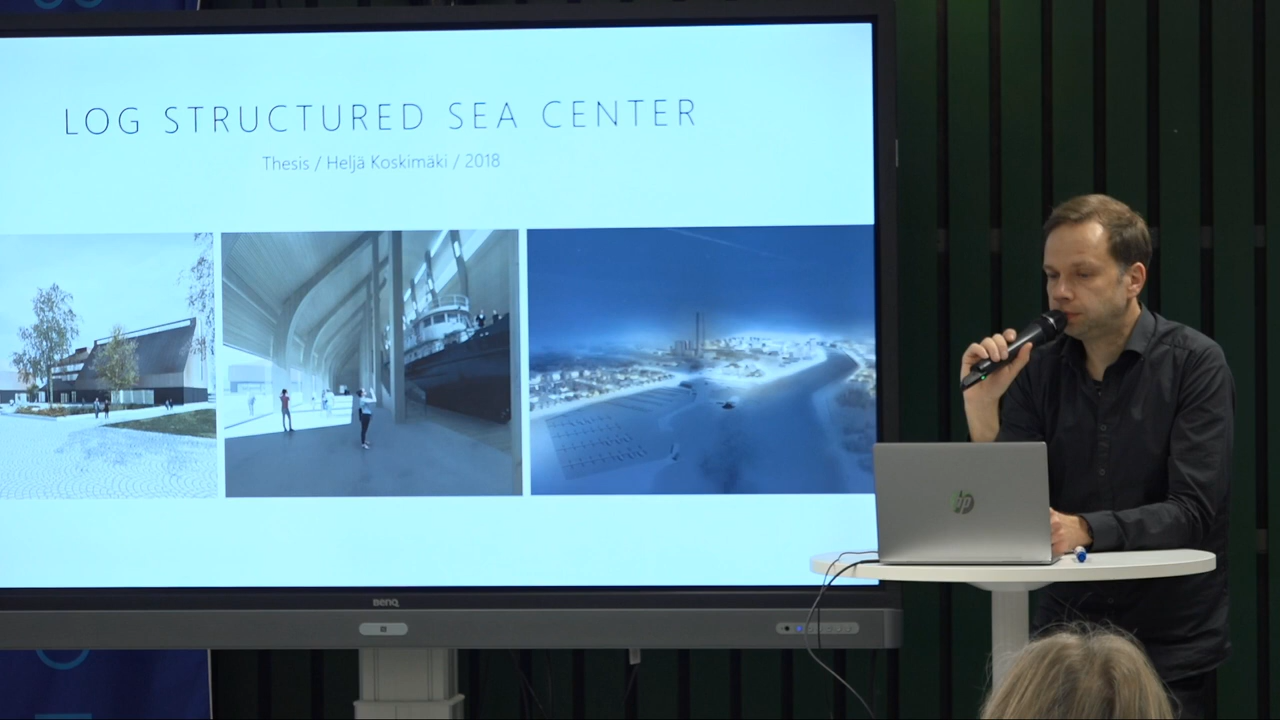 LOG STRUCTURED SEA CENTER
Thesis / Heljä Koskimäki / 2018
BenQ
hp